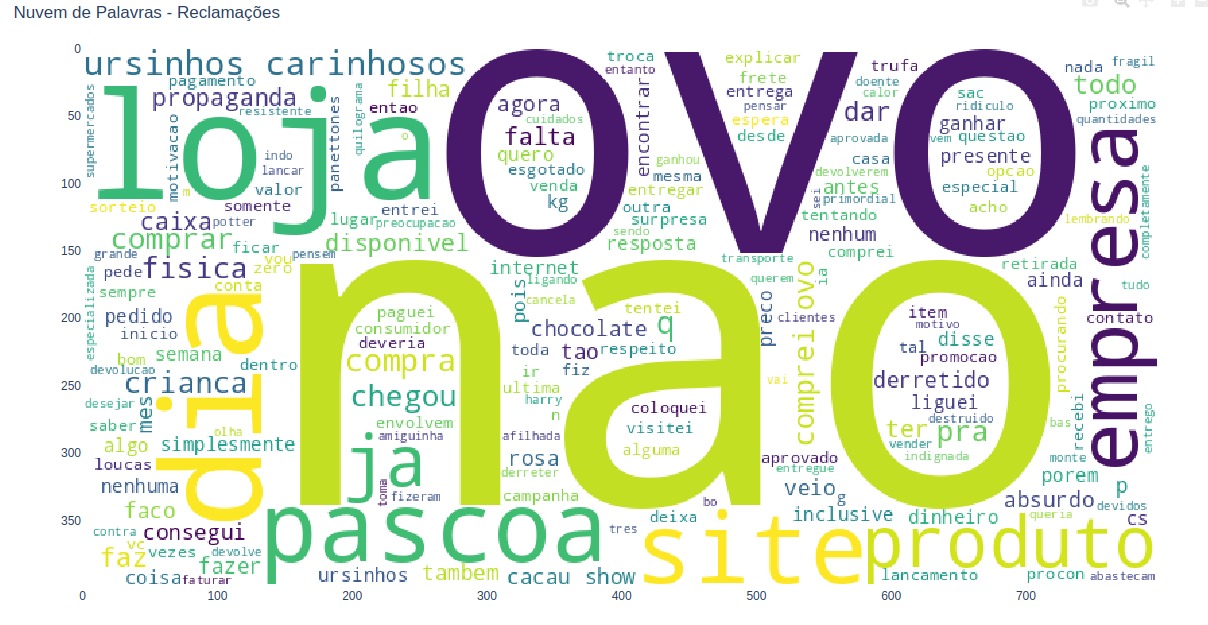 Nuvem de Palavras - Reclamações
ursinhos carinhosos
pagamento
propaganda
resistente
filha
entao
loja
supermercados
motivacao
panettones
quilograma
o
indo
lancar
valor
m
sorteio
somente
caixa
potter
comprar
ficar
lugar
entrei
preocupacao
disponivel
ovo
agora
cuidados
falta
quero
esgotado
venda
kg
troca
entanto
encontrar
ganhou
mesma
entregar
outra
surpresa
sendo
resposta
explicar
frete
entrega
pensar
espera
desde
trufa
doente
calor
dar
aprovada
casa
devolverem
antes
sei
primordial
tentando
nenhum
comprei
transporte
querem
ia
sac
ridiculo
ganhar
vem
questao
presente
opcao
especial
acho
nada
fragil
todo
proximo
quantidades
empresa
completamente
lembrando
retirada
ainda
tudo
contato
grande
pede
fisica
vou
zero
pensem
sempre
conta
especializada
pedido
inicio
dia
bom
semana
devolucao
dentro
crianca
desejar
mes
saber
olha
algo
simplesmente
loucas
nenhuma
faco
contra
consegui
vc
faz
vezes
devolve
fazer
coisa
faturar
nao
paguei
consumidor
deveria
compra
chegou
envolvem
amiguinha
ja
toma
fizeram
internet
pois
ligando
cancela
chocolate
tentei
q
toda
tao
respeito
ir
fiz
ultima
harry
n
coloquei
visitei
alguma
afilhada
rosa
derreter
campanha
preco
clientes
vai
comprei ovo
aprovado
entregue
veio
g
inclusive
item
motivo
disse
tal
promocao
derretido
liguei
destruido
ter
pra
vender
indignada
procurando
bas
recebi
entrego
monte
porem
p
absurdo
devidos
queria
cs
dinheiro
pascoa
tres
deixa
bo
site
produto
ursinhos
tambem
cacau show
lancamento
procon
abastecam
0
50
100
150
200
250
300
350
0
100
200
300
400
500
600
700